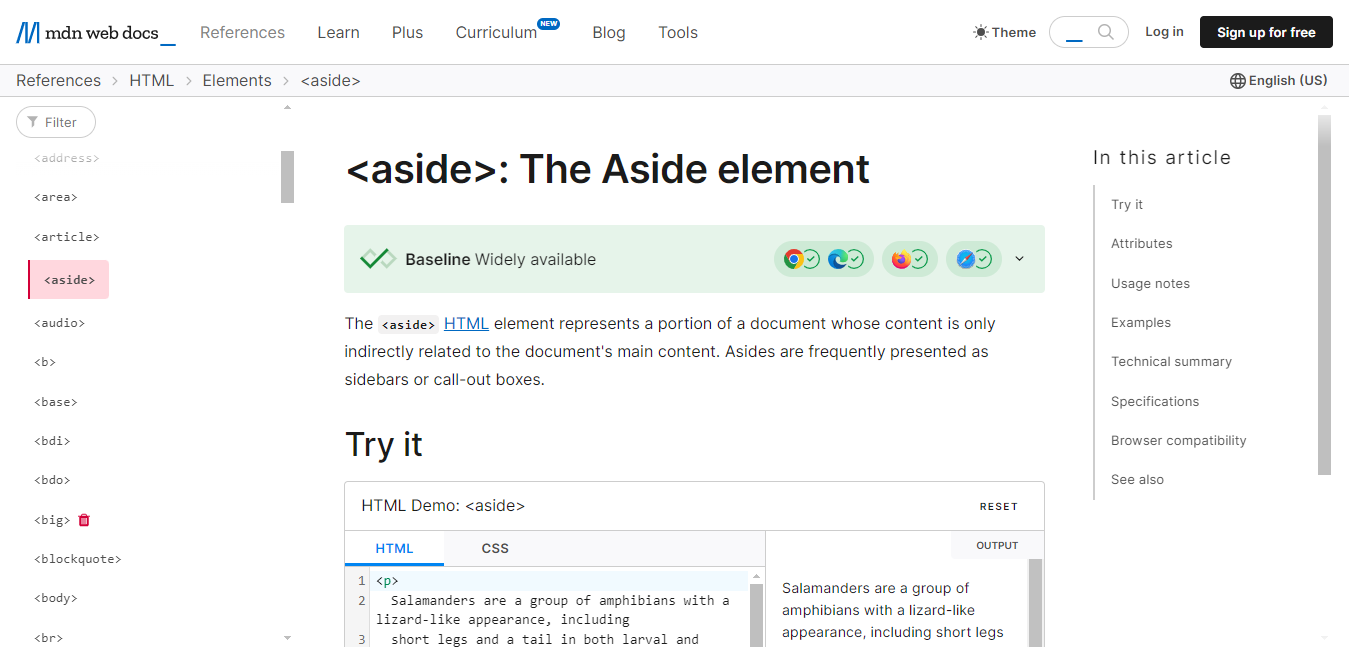 mdn web docs
References
Learn
Plus
Curriculum
NEW
Blog
Tools
Theme
Log in
Sign up for free
References
HTML
Elements
<aside>
English (US)
Filter
<address>
<area>
<article>
<aside>
<audio>
<b>
<base>
<bdi>
<bdo>
<big>
<blockquote>
<body>
<br>
<aside>: The Aside element
Baseline Widely available
The <aside> HTML element represents a portion of a document whose content is only
indirectly related to the document's main content. Asides are frequently presented as
sidebars or call-out boxes.
Try it
HTML Demo: <aside>
RESET
HTML
CSS
1 <p>
2 Salamanders are a group of amphibians with a
lizard-like appearance, including
3 short legs and a tail in both larval and
OUTPUT
Salamanders are a group of
amphibians with a lizard-like
appearance, including short legs
In this article
Try it
Attributes
Usage notes
Examples
Technical summary
Specifications
Browser compatibility
See also